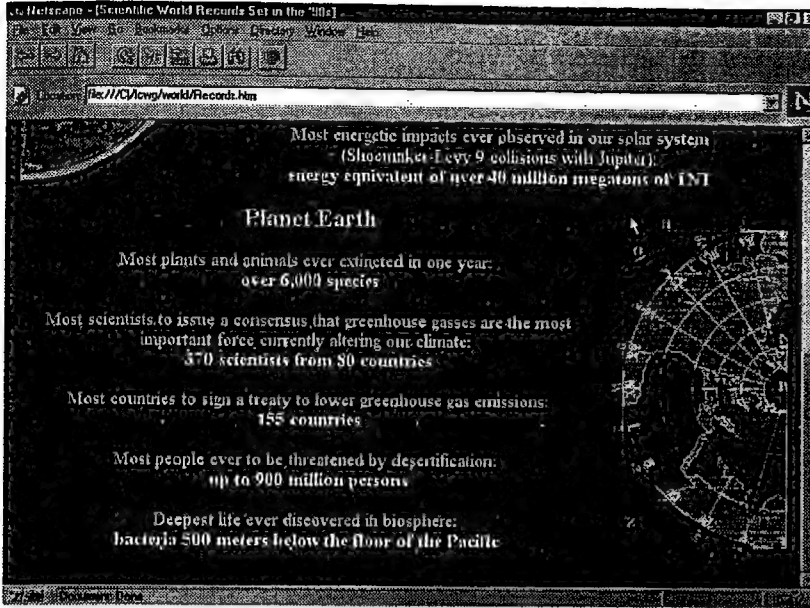 Netscape - [Scientific World Records Set in the '90s]
File Edit View Go Bookmarks Options Directory Window Help
Location: file:///C|/lcwg/world/Records.htm
Most energetic impacts ever observed in our solar system
(Shoemaker-Levy 9 collisions with Jupiter):
energy equivalent of over 40 million megatons of TNT
Planet Earth
Most plants and animals ever extincted in one year:
over 6,000 species
Most scientists to issue a consensus that greenhouse gasses are the most
important force currently altering our climate:
370 scientists from 80 countries
Most countries to sign a treaty to lower greenhouse gas emissions:
155 countries
Most people ever to be threatened by desertification:
up to 900 million persons
Deepest life ever discovered in biosphere:
bacteria 500 meters below the floor of the Pacific
Document Done